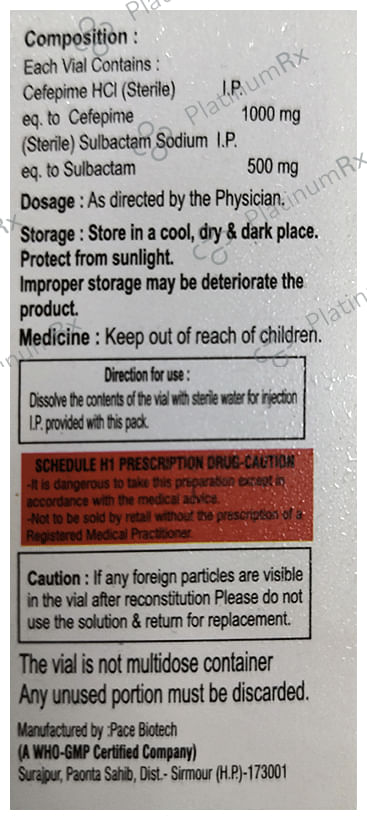 Composition :
Each Vial Contains :
Cefepime HCl (Sterile) I.P.
eq. to Cefepime 1000 mg
(Sterile) Sulbactam Sodium I.P.
eq. to Sulbactam 500 mg
Dosage : As directed by the Physician.
Storage : Store in a cool, dry & dark place.
Protect from sunlight.
Improper storage may be deteriorate the
product.
Medicine : Keep out of reach of children.
Direction for use :
Dissolve the contents of the vial with sterile water for injection
I.P. provided with this pack.
SCHEDULE H1 PRESCRIPTION DRUG-CAUTION
-It is dangerous to take this preparation except in
accordance with the medical advice.
-Not to be sold by retail without the prescription of a
Registered Medical Practitioner.
Caution : If any foreign particles are visible
in the vial after reconstitution Please do not
use the solution & return for replacement.
The vial is not multidose container
Any unused portion must be discarded.
Manufactured by :Pace Biotech
(A WHO-GMP Certified Company)
Surajpur, Paonta Sahib, Dist.- Sirmour (H.P.)-173001
PlatinumRx
PlatinumRx